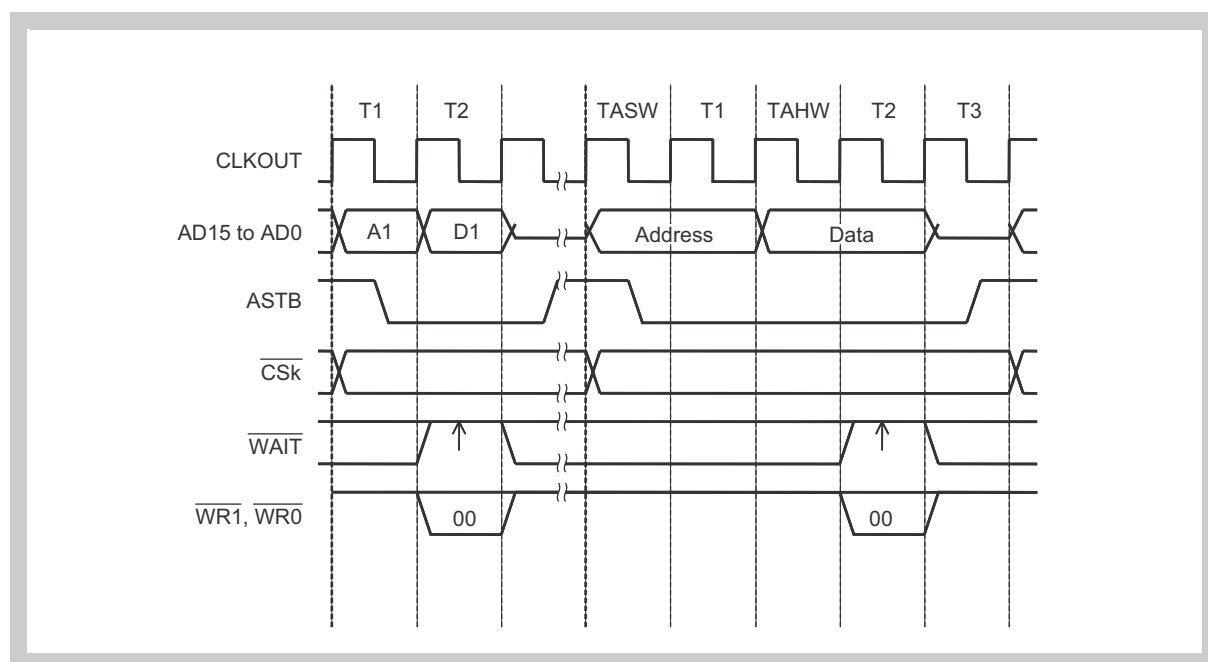 T1 T2 TASW T1 TAHW T2 T3
CLKOUT
AD15 to AD0 A1 D1 Address Data
ASTB
CSk
WAIT
WR1, WR0 00 00